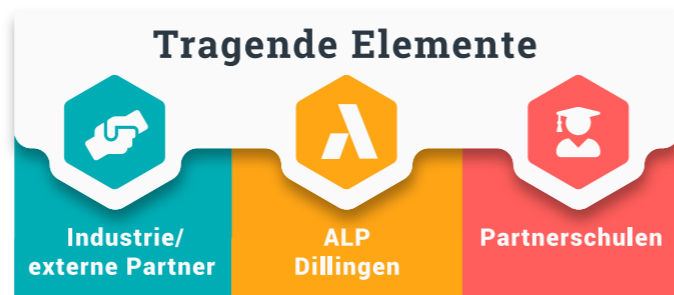 Tragende Elemente
Industrie/
externe Partner
ALP
Dillingen
Partnerschulen